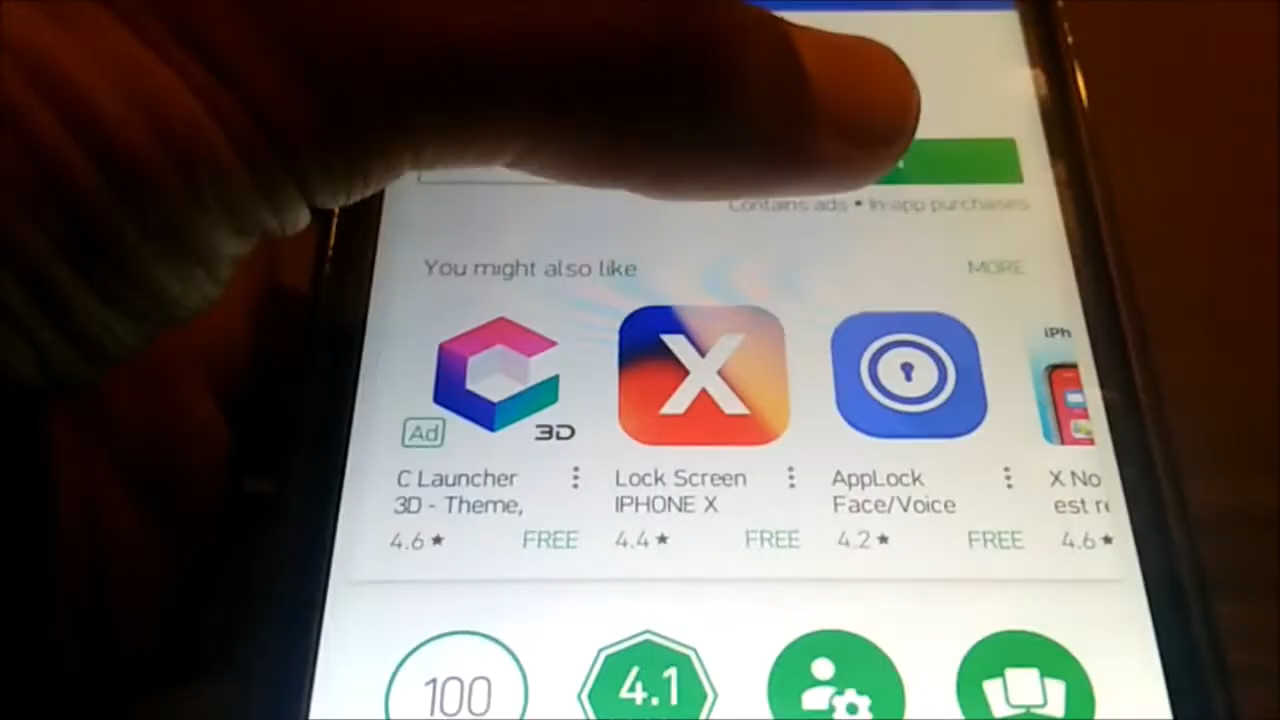 Contains ads • In-app purchases
You might also like
MORE
iPh
X
Ad
3D
C Launcher
3D - Theme,
4.6★
FREE
Lock Screen
IPHONE X
4.4★
FREE
AppLock
Face/Voice
4.2★
FREE
X No
est r
4.6★
100
4.1